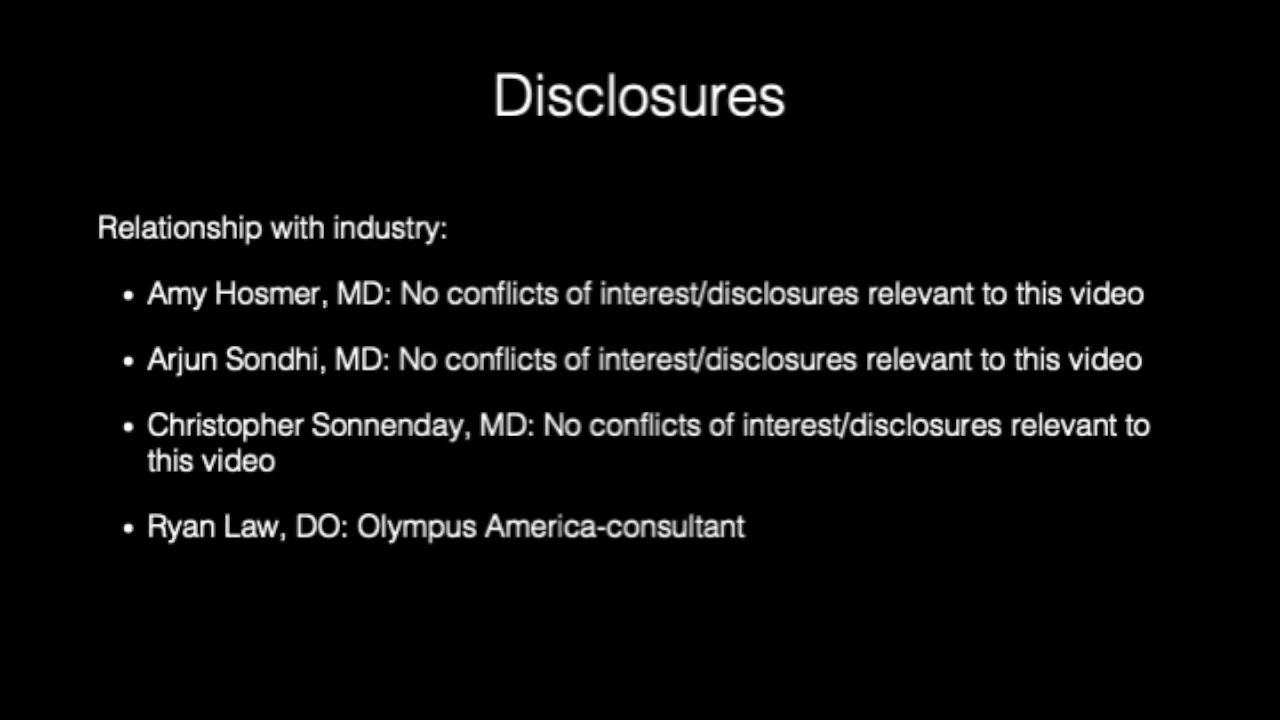 Disclosures
Relationship with industry:
• Amy Hosmer, MD: No conflicts of interest/disclosures relevant to this video
• Arjun Sondhi, MD: No conflicts of interest/disclosures relevant to this video
• Christopher Sonnenday, MD: No conflicts of interest/disclosures relevant to
this video
• Ryan Law, DO: Olympus America-consultant